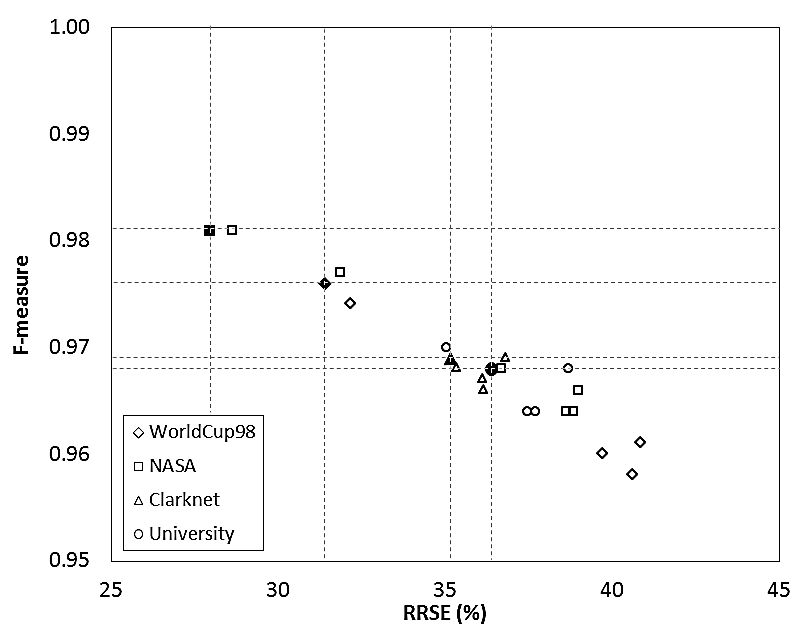 1.00
0.99
0.98
0.97
0.96
0.95
F-measure
WorldCup98
NASA
Clarknet
University
25 30 35 40 45
RRSE (%)